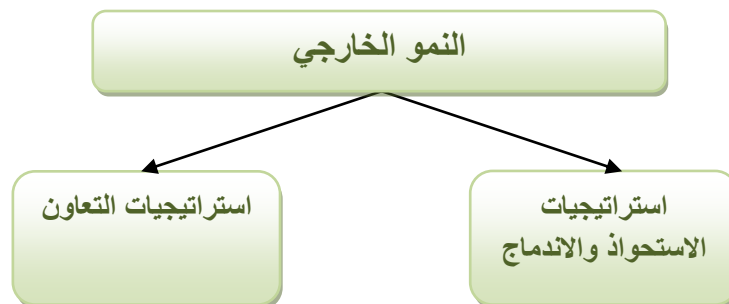 النمو الخارجي
استراتيجيات
الاستحواذ والاندماج
استراتيجيات التعاون